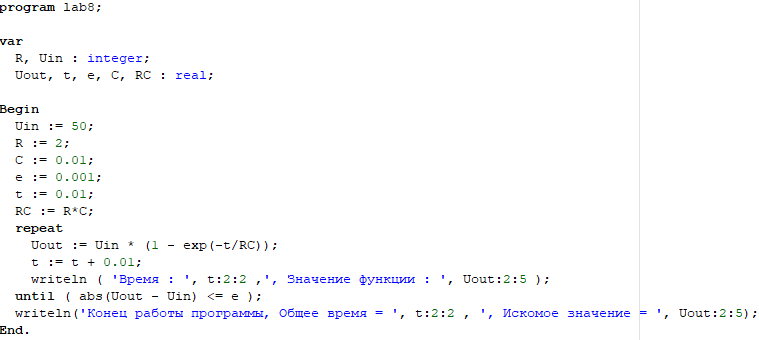 program lab8;
var
R, Uin : integer;
Uout, t, e, C, RC : real;
Begin
Uin := 50;
R := 2;
C := 0.01;
e := 0.001;
t := 0.01;
RC := R*C;
repeat
Uout := Uin * (1 - exp(-t/RC));
t := t + 0.01;
writeln ( 'Время : ', t:2:2 ,', Значение функции : ', Uout:2:5 );
until ( abs(Uout - Uin) <= e );
writeln('Конец работы программы, Общее время = ', t:2:2 , ', Искомое значение = ', Uout:2:5);
End.